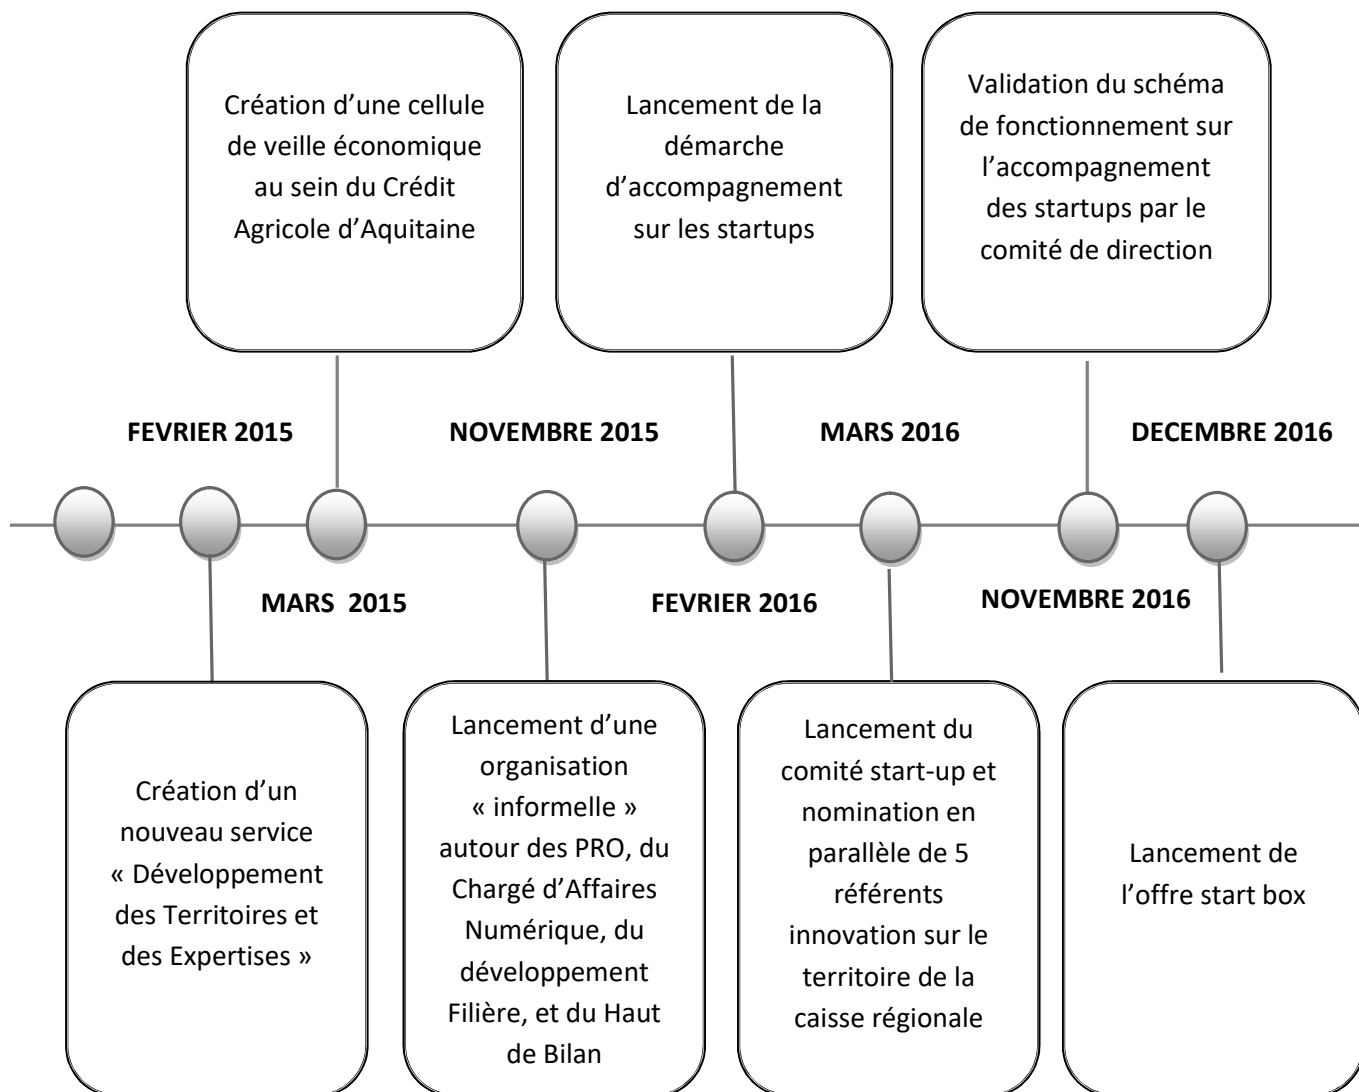 Création d’une cellule
de veille économique
au sein du Crédit
Agricole d’Aquitaine
Lancement de la
démarche
d’accompagnement
sur les startups
Validation du schéma
de fonctionnement sur
l’accompagnement
des startups par le
comité de direction
FEVRIER 2015
NOVEMBRE 2015
MARS 2016
DECEMBRE 2016
MARS 2015
FEVRIER 2016
NOVEMBRE 2016
Création d’un
nouveau service
« Développement
des Territoires et
des Expertises »
Lancement d’une
organisation
« informelle »
autour des PRO, du
Chargé d’Affaires
Numérique, du
développement
Filière, et du Haut
de Bilan
Lancement du
comité start-up et
nomination en
parallèle de 5
référents
innovation sur le
territoire de la
caisse régionale
Lancement de
l’offre start box